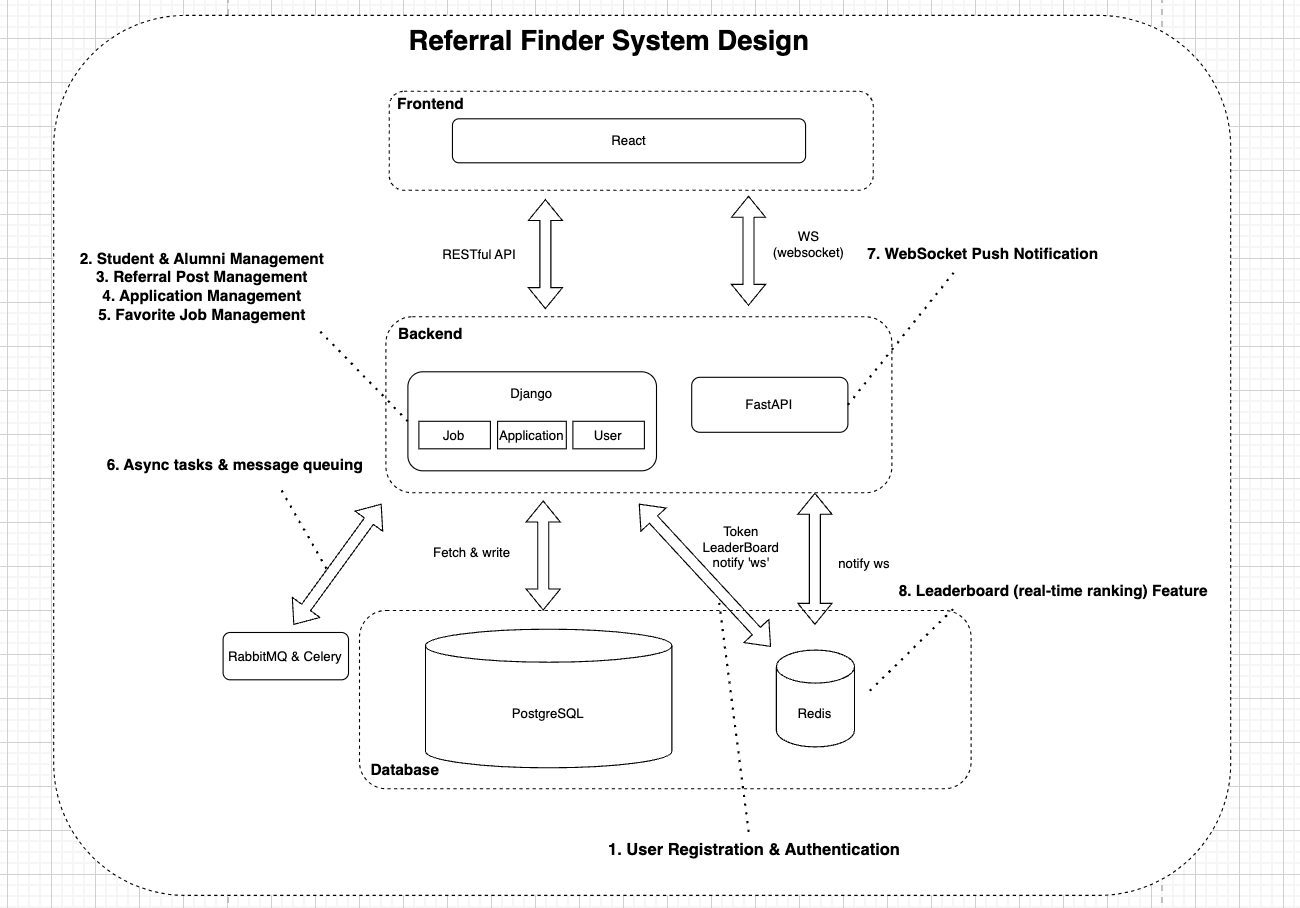 Referral Finder System Design
Frontend
React
RESTful API
WS
(websocket)
7. WebSocket Push Notification
2. Student & Alumni Management
3. Referral Post Management
4. Application Management
5. Favorite Job Management
Backend
Django
Job
Application
User
FastAPI
6. Async tasks & message queuing
Fetch & write
Token
LeaderBoard
notify 'ws'
notify ws
8. Leaderboard (real-time ranking) Feature
RabbitMQ & Celery
PostgreSQL
Redis
Database
1. User Registration & Authentication